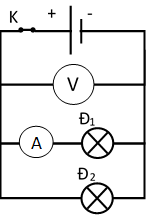 K + -
V
A Đ₁
Đ₂